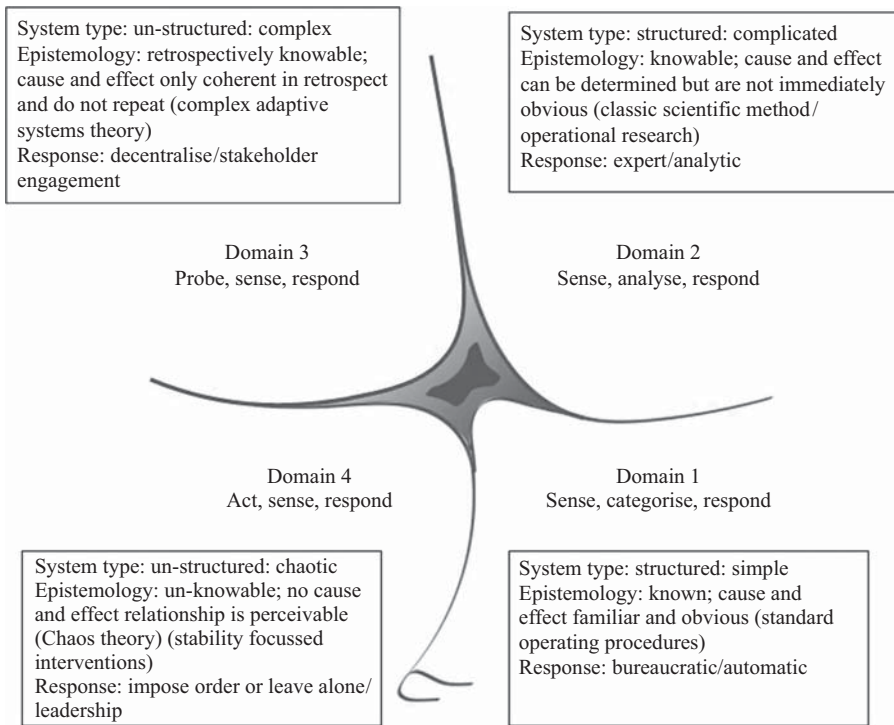 System type: un-structured: complex
Epistemology: retrospectively knowable;
cause and effect only coherent in retrospect
and do not repeat (complex adaptive
systems theory)
Response: decentralise/stakeholder
engagement
System type: structured: complicated
Epistemology: knowable; cause and effect
can be determined but are not immediately
obvious (classic scientific method/
operational research)
Response: expert/analytic
Domain 3
Probe, sense, respond
Domain 2
Sense, analyse, respond
Domain 4
Act, sense, respond
Domain 1
Sense, categorise, respond
System type: un-structured: chaotic
Epistemology: un-knowable; no cause
and effect relationship is perceivable
(Chaos theory) (stability focussed
interventions)
Response: impose order or leave alone/
leadership
System type: structured: simple
Epistemology: known; cause and
effect familiar and obvious (standard
operating procedures)
Response: bureaucratic/automatic